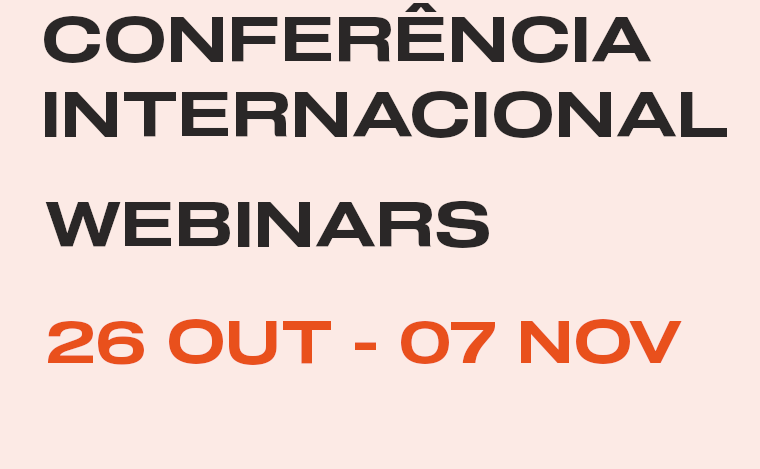 CONFERÊNCIA
INTERNACIONAL
WEBINARS
26 OUT - 07 NOV